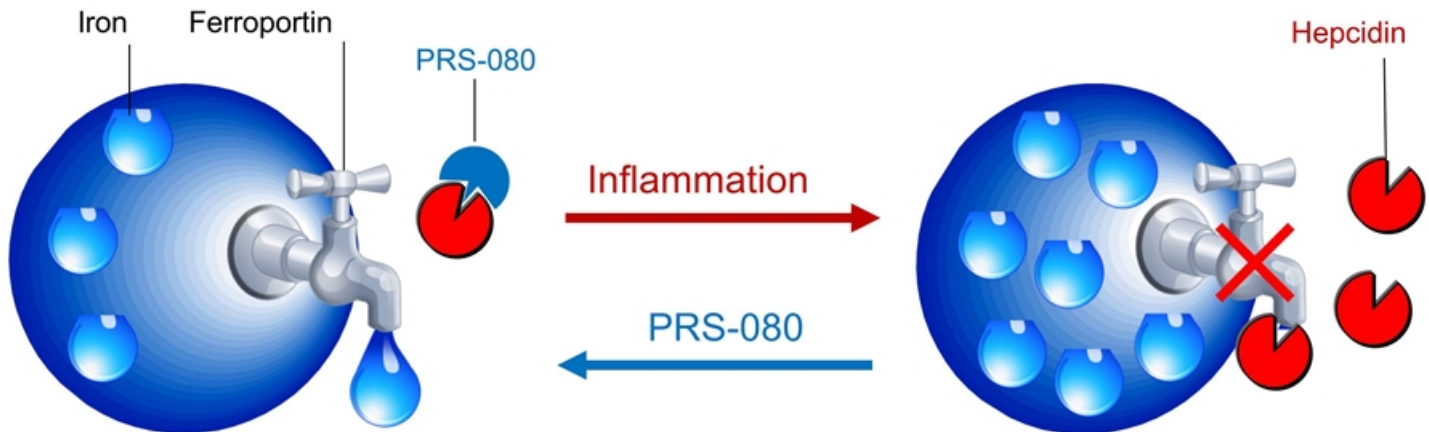 Iron
Ferroportin
PRS-080
Hepcidin
Inflammation
PRS-080